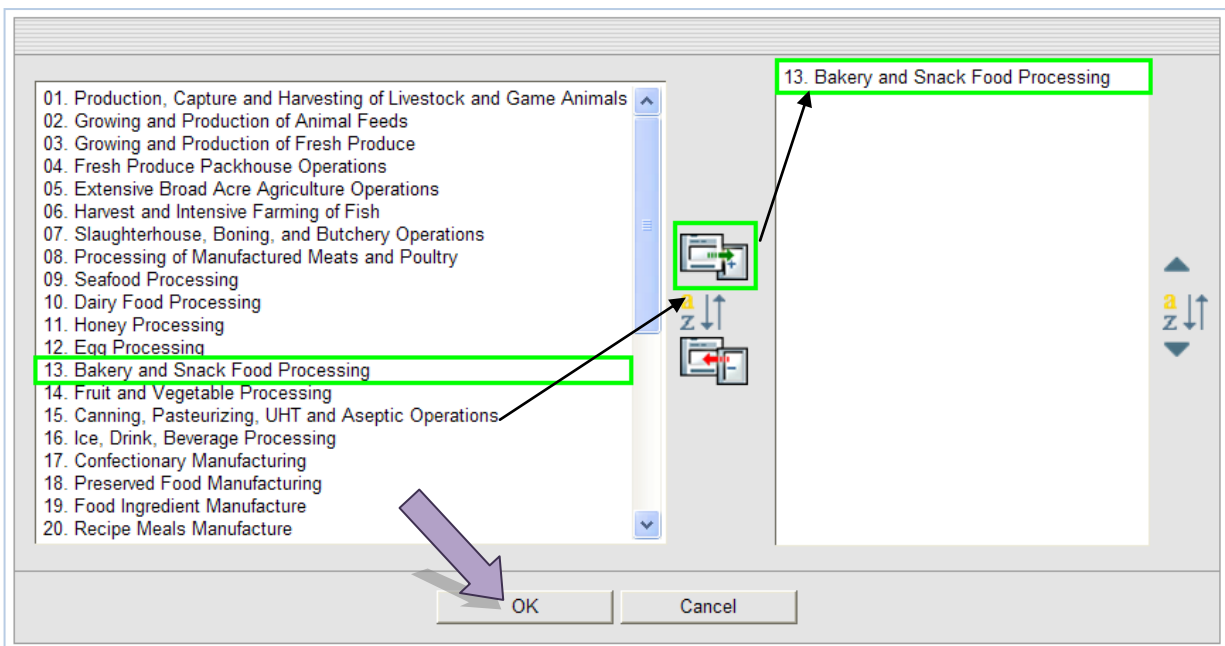 01. Production, Capture and Harvesting of Livestock and Game Animals
02. Growing and Production of Animal Feeds
03. Growing and Production of Fresh Produce
04. Fresh Produce Packhouse Operations
05. Extensive Broad Acre Agriculture Operations
06. Harvest and Intensive Farming of Fish
07. Slaughterhouse, Boning, and Butchery Operations
08. Processing of Manufactured Meats and Poultry
09. Seafood Processing
10. Dairy Food Processing
11. Honey Processing
12. Egg Processing
13. Bakery and Snack Food Processing
14. Fruit and Vegetable Processing
15. Canning, Pasteurizing, UHT and Aseptic Operations
16. Ice, Drink, Beverage Processing
17. Confectionary Manufacturing
18. Preserved Food Manufacturing
19. Food Ingredient Manufacture
20. Recipe Meals Manufacture
a
z
13. Bakery and Snack Food Processing
a
z
OK
Cancel